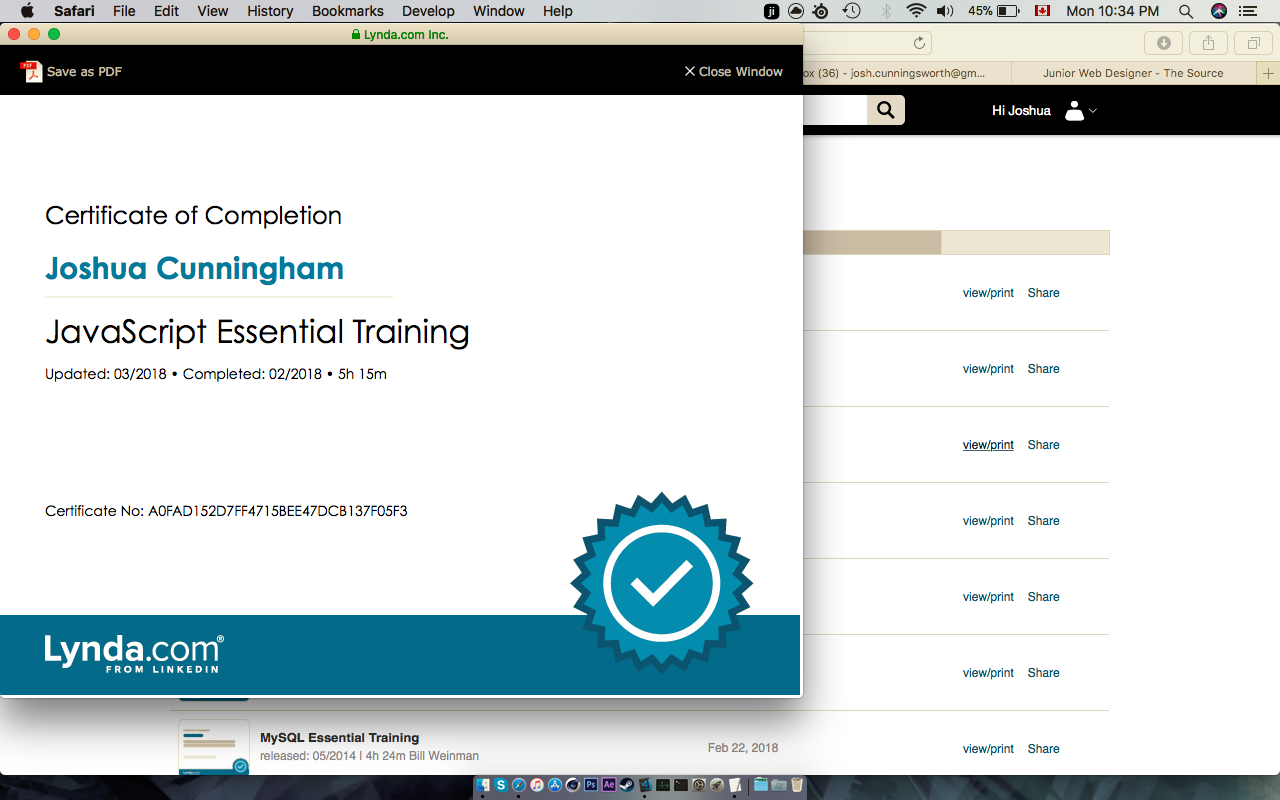 Safari File Edit View History Bookmarks Develop Window Help
45% Mon 10:34 PM
Lynda.com Inc.
Save as PDF
Close Window
ox (36) - josh.cunningsworth@gm...
Junior Web Designer - The Source
Hi Joshua
Certificate of Completion
Joshua Cunningham
JavaScript Essential Training
Updated: 03/2018 • Completed: 02/2018 • 5h 15m
Certificate No: A0FAD152D7FF4715BEE47DCB137F05F3
Lynda.com®
FROM LINKEDIN
view/print Share
view/print Share
view/print Share
view/print Share
view/print Share
view/print Share
MySQL Essential Training
released: 05/2014 | 4h 24m Bill Weinman
Feb 22, 2018
view/print Share